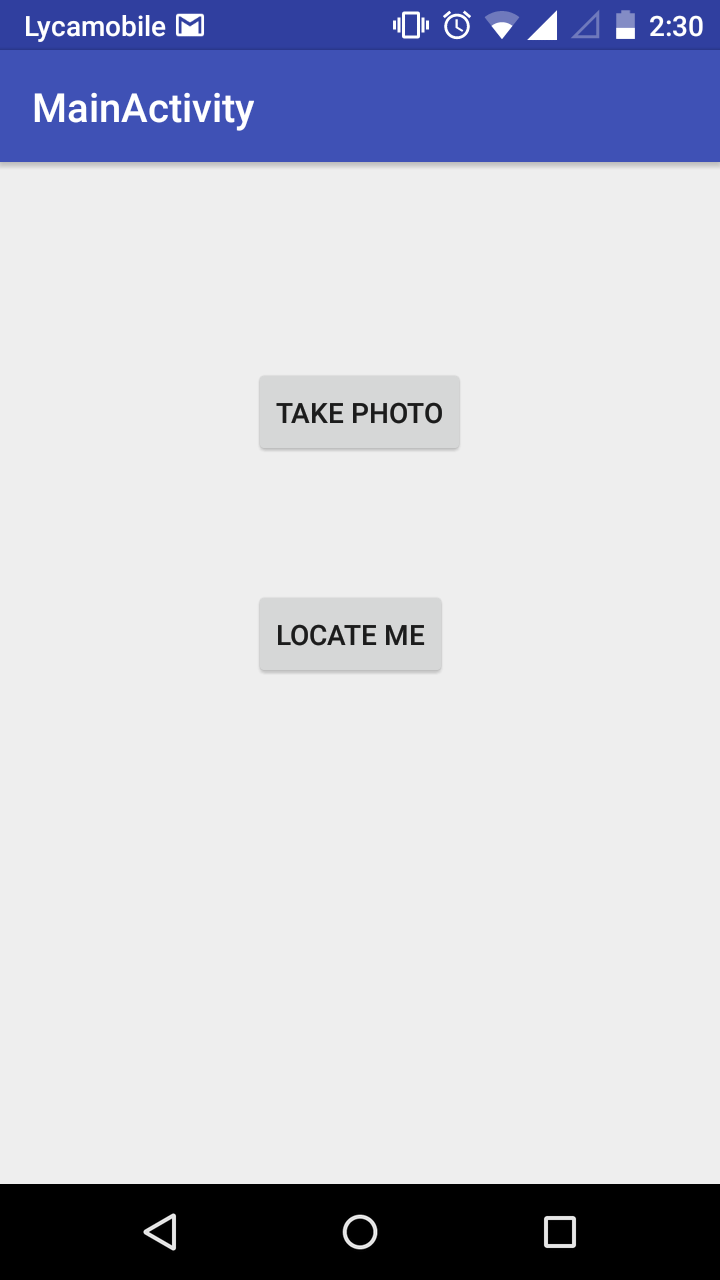 Lycamobile 2:30
MainActivity
TAKE PHOTO
LOCATE ME